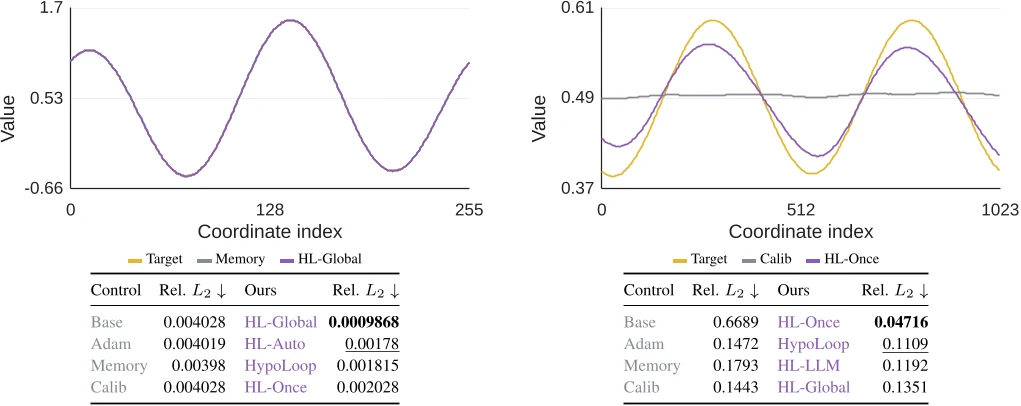 1.7
0.53
-0.66
Value
0 128 255
Coordinate index
Target Memory HL-Global
Control Rel. L2 ↓ Ours Rel. L2 ↓
Base 0.004028 HL-Global 0.0009868
Adam 0.004019 HL-Auto 0.00178
Memory 0.00398 HypoLoop 0.001815
Calib 0.004028 HL-Once 0.002028
0.61
0.49
0.37
Value
0 512 1023
Coordinate index
Target Calib HL-Once
Control Rel. L2 ↓ Ours Rel. L2 ↓
Base 0.6689 HL-Once 0.04716
Adam 0.1472 HypoLoop 0.1109
Memory 0.1793 HL-LLM 0.1192
Calib 0.1443 HL-Global 0.1351